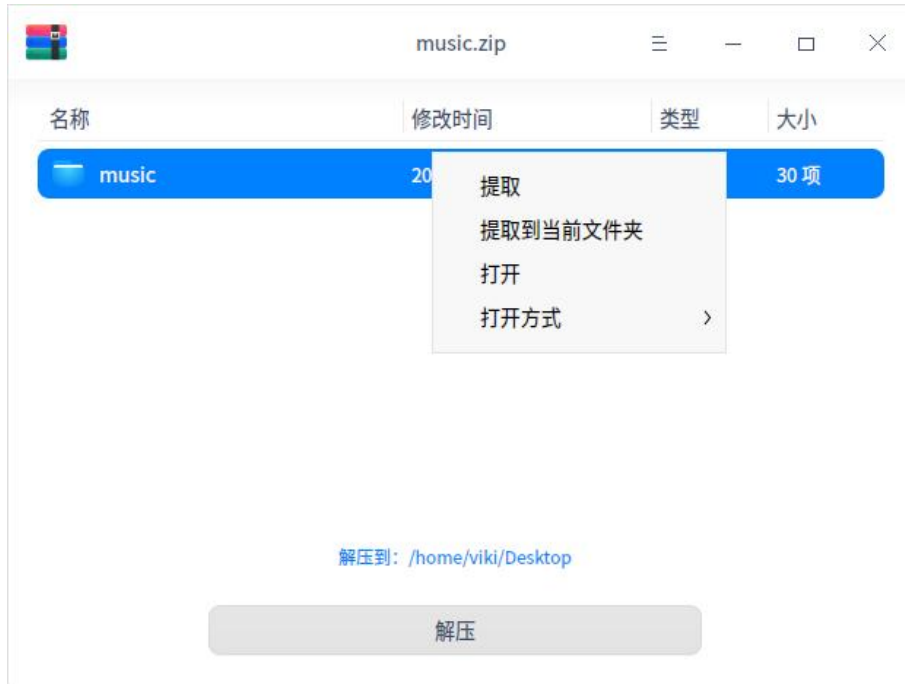 music.zip
名称 修改时间 类型 大小
music 20 30 项
提取
提取到当前文件夹
打开
打开方式
解压到：/home/viki/Desktop
解压